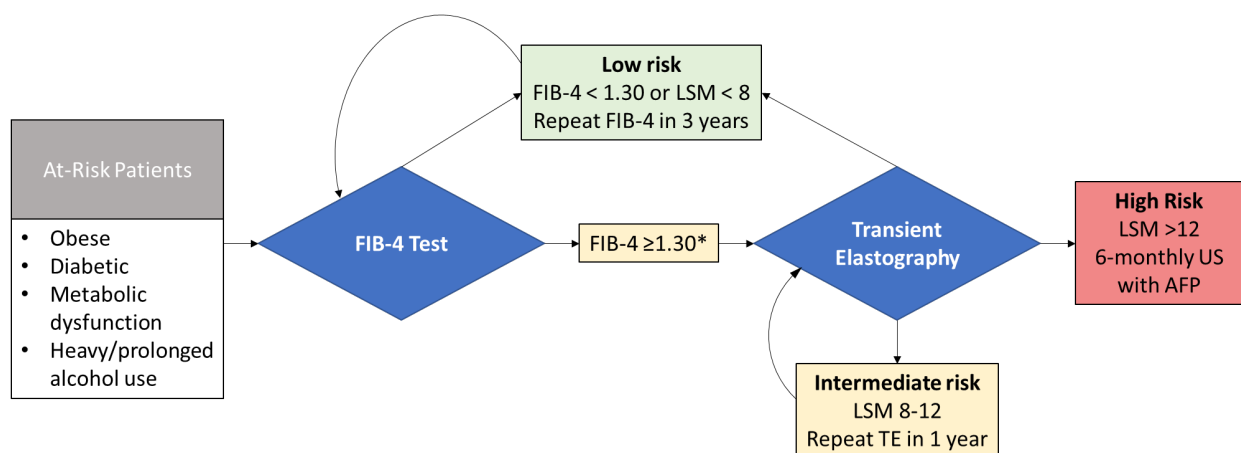 At-Risk Patients
• Obese
• Diabetic
• Metabolic
dysfunction
• Heavy/prolonged
alcohol use
FIB-4 Test
Low risk
FIB-4 < 1.30 or LSM < 8
Repeat FIB-4 in 3 years
FIB-4 ≥1.30*
Transient
Elastography
Intermediate risk
LSM 8-12
Repeat TE in 1 year
High Risk
LSM >12
6-monthly US
with AFP